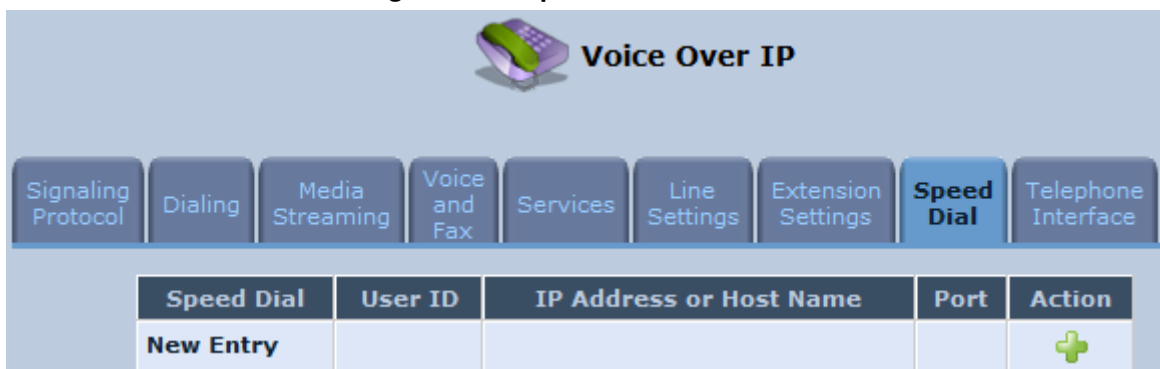 Voice Over IP
Signaling Protocol
Dialing
Media Streaming
Voice and Fax
Services
Line Settings
Extension Settings
Speed Dial
Telephone Interface
Speed Dial User ID IP Address or Host Name Port Action
New Entry